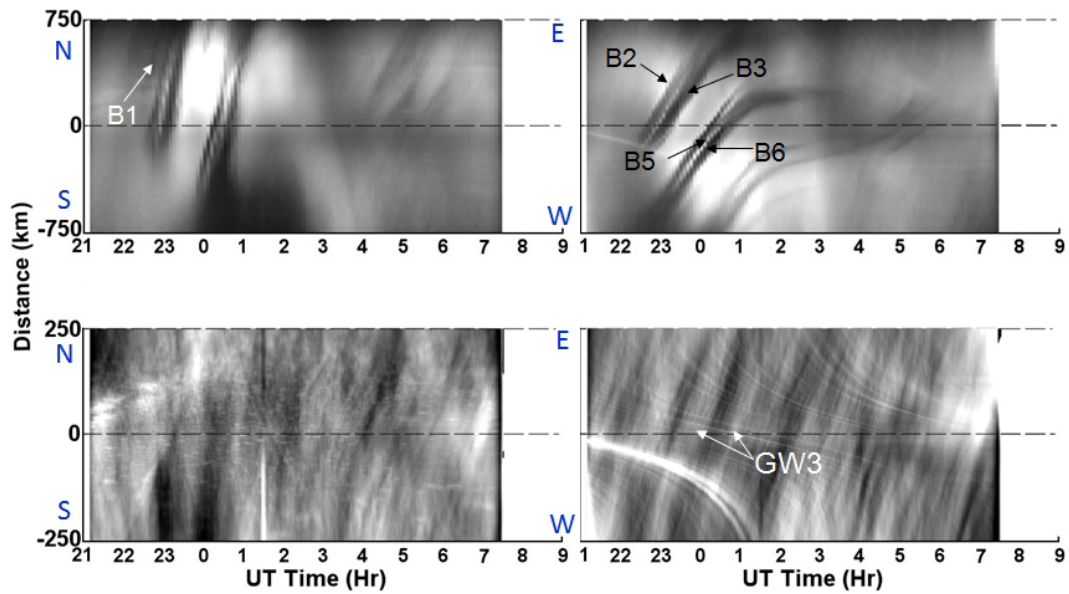 750
N
B1
0
S
-750
21 22 23 0 1 2 3 4 5 6 7 8 9
E
B2
B3
B5
B6
W
1 22 23 0 1 2 3 4 5 6 7 8 9
Distance (km)
250
N
0
S
-250
21 22 23 0 1 2 3 4 5 6 7 8 9
UT Time (Hr)
E
GW3
W
1 22 23 0 1 2 3 4 5 6 7 8 9
UT Time (Hr)